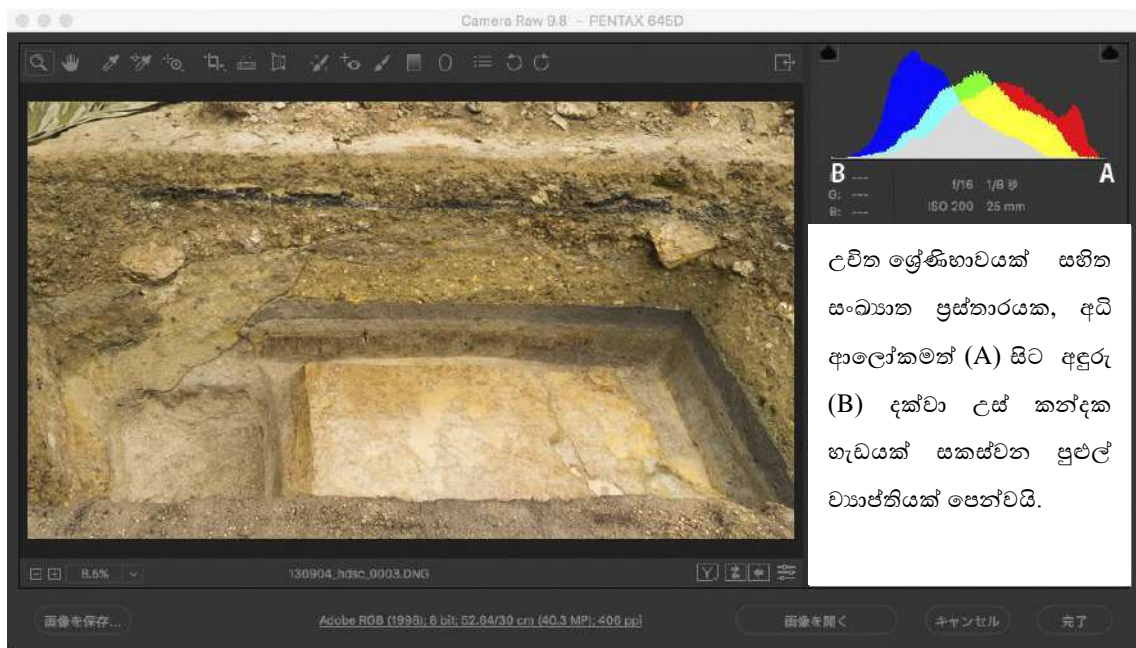 Camera Raw 9.8 - PENTAX 645D
B A
G: ---
B: ---
f/16 1/8 秒
ISO 200 25 mm
උචිත ශ්‍රේණිභාවයක් සහිත
සංඛ්‍යාත ප්‍රස්තාරයක, අධි
ආලෝකමත් (A) සිට අඳුරු
(B) දක්වා උස් කන්දක
හැඩයක් සකස්වන පුළුල්
ව්‍යාප්තියක් පෙන්වයි.
8.5% 130904_hdsc_0003.DNG
画像を保存... Adobe RGB (1998); 8 bit; 52.64/30 cm (40.3 MP); 406 ppi 画像を開く キャンセル 完了